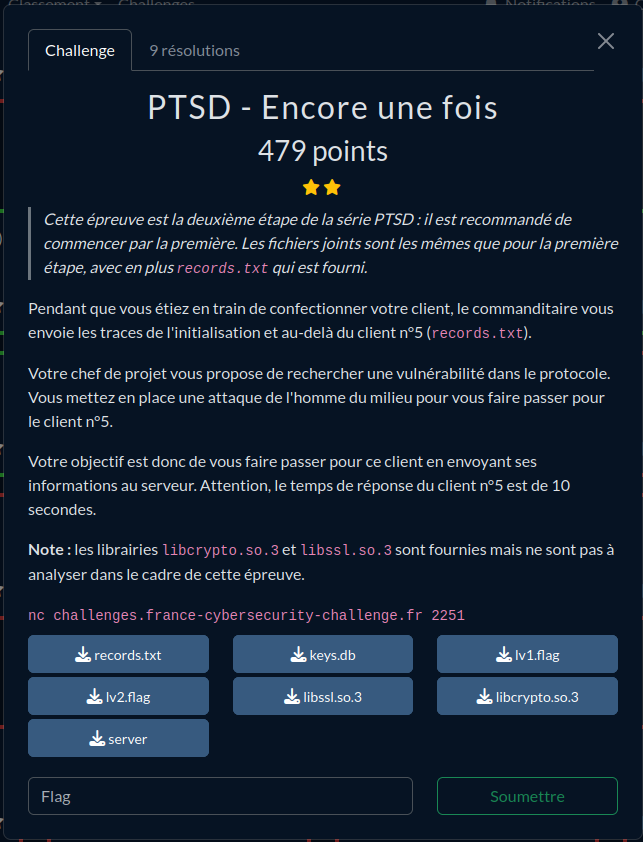 Classement Challenges Notifications
Challenge 9 résolutions
PTSD - Encore une fois
479 points
Cette épreuve est la deuxième étape de la série PTSD : il est recommandé de
commencer par la première. Les fichiers joints sont les mêmes que pour la première
étape, avec en plus records.txt qui est fourni.
Pendant que vous étiez en train de confectionner votre client, le commanditaire vous
envoie les traces de l'initialisation et au-delà du client n°5 (records.txt).
Votre chef de projet vous propose de rechercher une vulnérabilité dans le protocole.
Vous mettez en place une attaque de l'homme du milieu pour vous faire passer pour
le client n°5.
Votre objectif est donc de vous faire passer pour ce client en envoyant ses
informations au serveur. Attention, le temps de réponse du client n°5 est de 10
secondes.
Note : les librairies libcrypto.so.3 et libssl.so.3 sont fournies mais ne sont pas à
analyser dans le cadre de cette épreuve.
nc challenges.france-cybersecurity-challenge.fr 2251
records.txt keys.db lv1.flag
lv2.flag libssl.so.3 libcrypto.so.3
server
Flag Soumettre